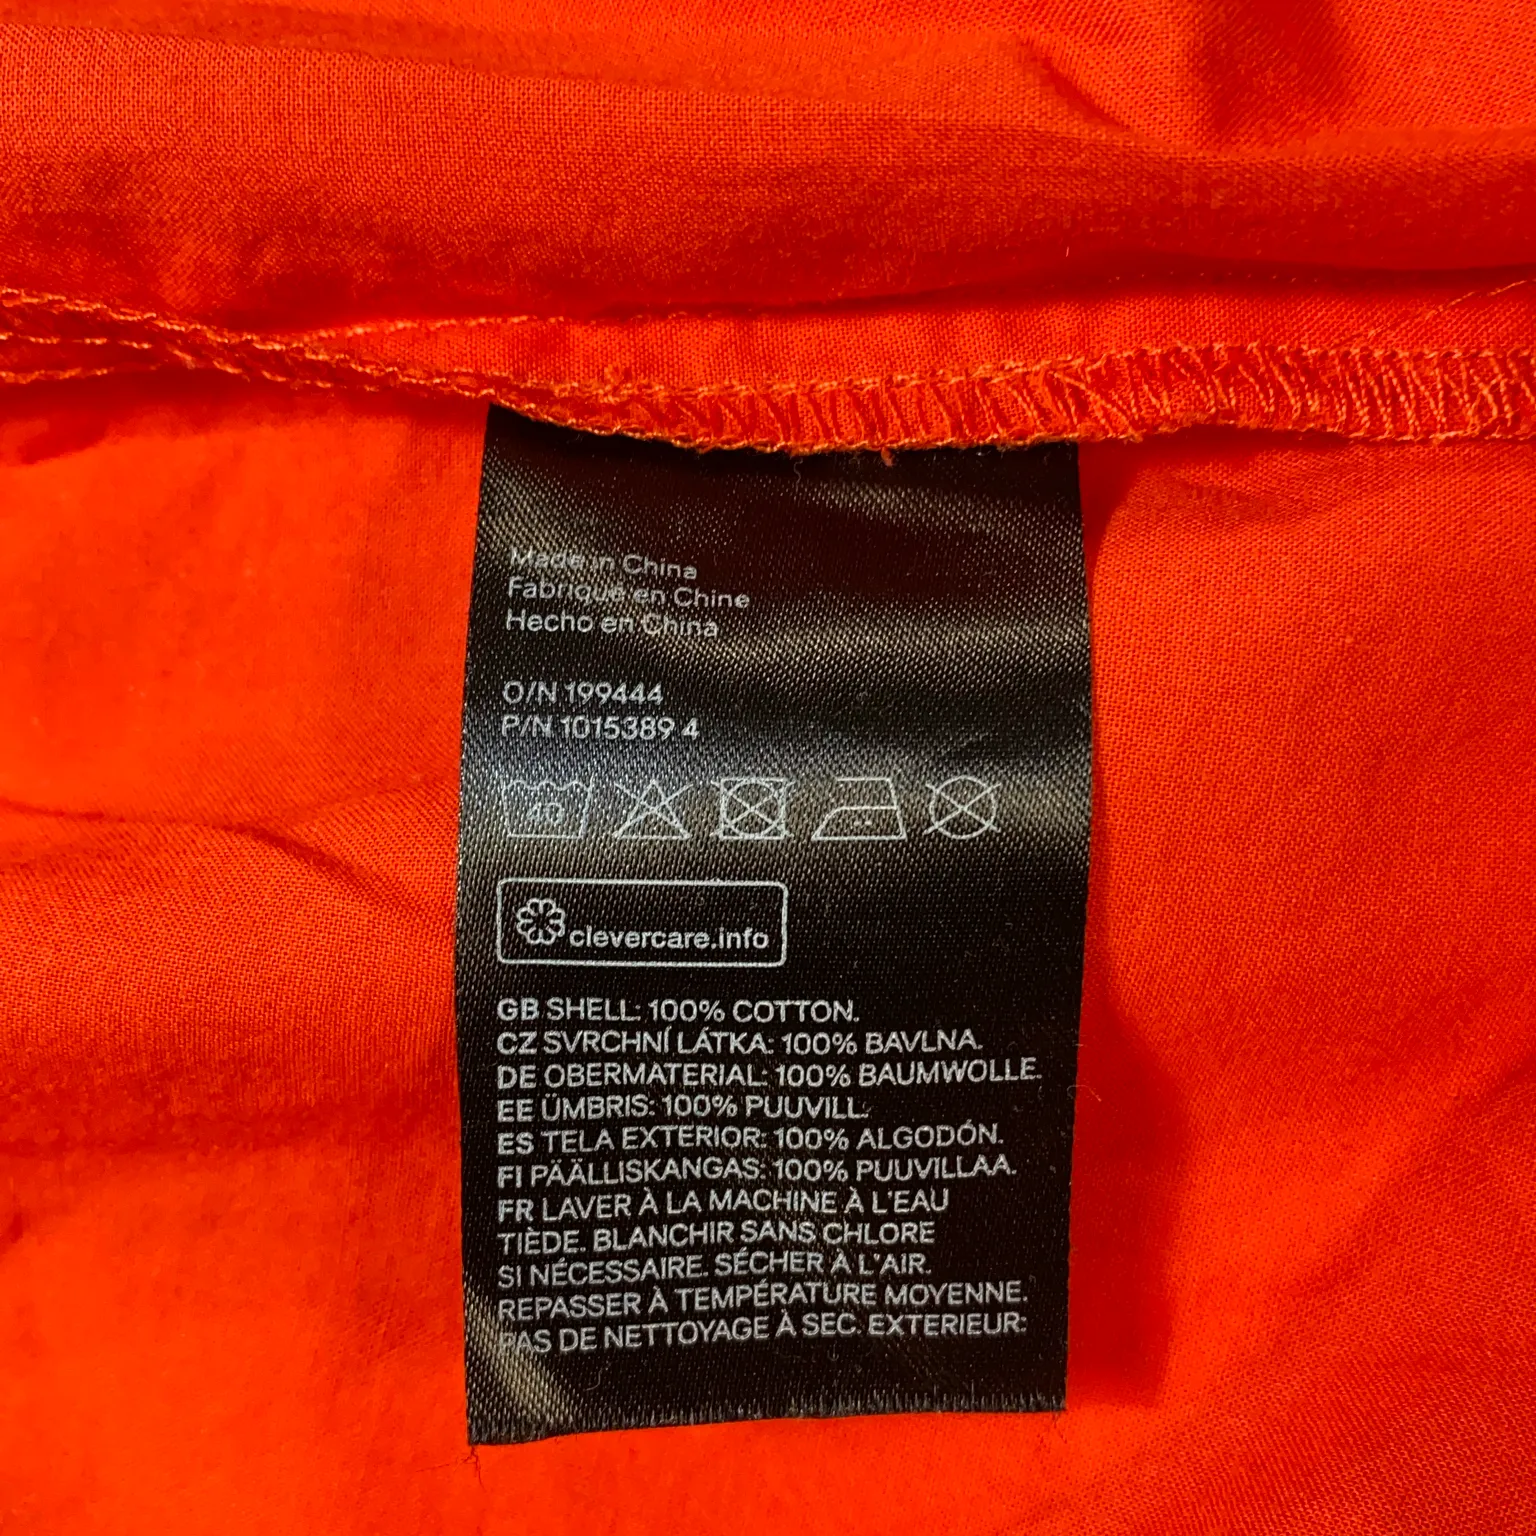 Made in China
Fabriqué en Chine
Hecho en China
O/N 199444
P/N 1015389 4
40
clevercare.info
GB SHELL: 100% COTTON.
CZ SVRCHNÍ LÁTKA: 100% BAVLNA.
DE OBERMATERIAL: 100% BAUMWOLLE.
EE ÜMBRIS: 100% PUUVILL.
ES TELA EXTERIOR: 100% ALGODÓN.
FI PÄÄLLISKANGAS: 100% PUUVILLAA.
FR LAVER À LA MACHINE À L'EAU
TIÈDE. BLANCHIR SANS CHLORE
SI NÉCESSAIRE. SÉCHER À L'AIR.
REPASSER À TEMPÉRATURE MOYENNE.
PAS DE NETTOYAGE À SEC. EXTERIEUR: